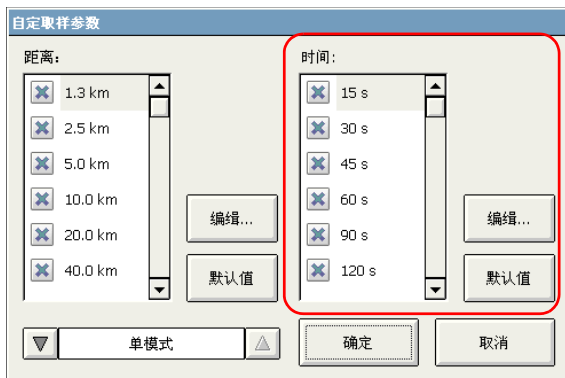 自定取样参数
距离: 时间:
1.3 km 15 s
2.5 km 30 s
5.0 km 45 s
10.0 km 60 s
20.0 km 90 s
40.0 km 120 s
编缉... 编缉...
默认值 默认值
单模式 确定 取消